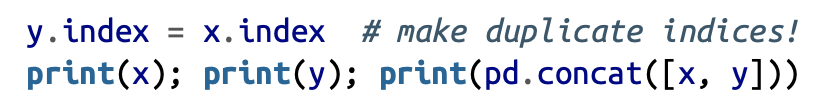 y.index = x.index  # make duplicate indices!
print(x); print(y); print(pd.concat([x, y]))